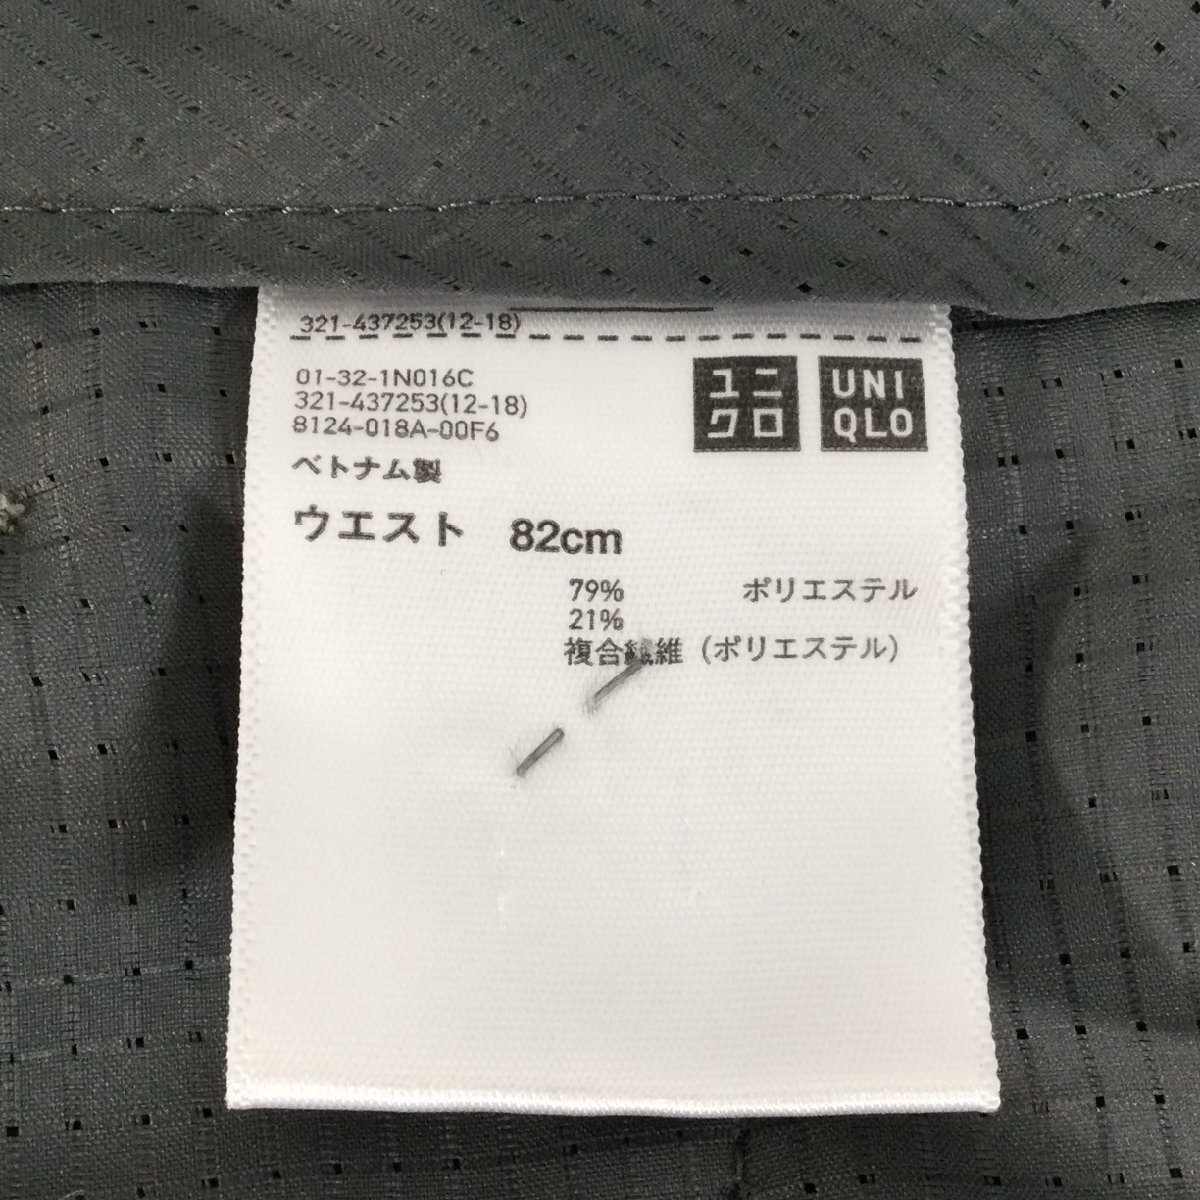 321-437253(12-18)
01-32-1N016C
321-437253(12-18)
8124-018A-00F6
ユニ
クロ
UNI
QLO
ベトナム製
ウエスト 82cm
79% ポリエステル
21%
複合繊維（ポリエステル）